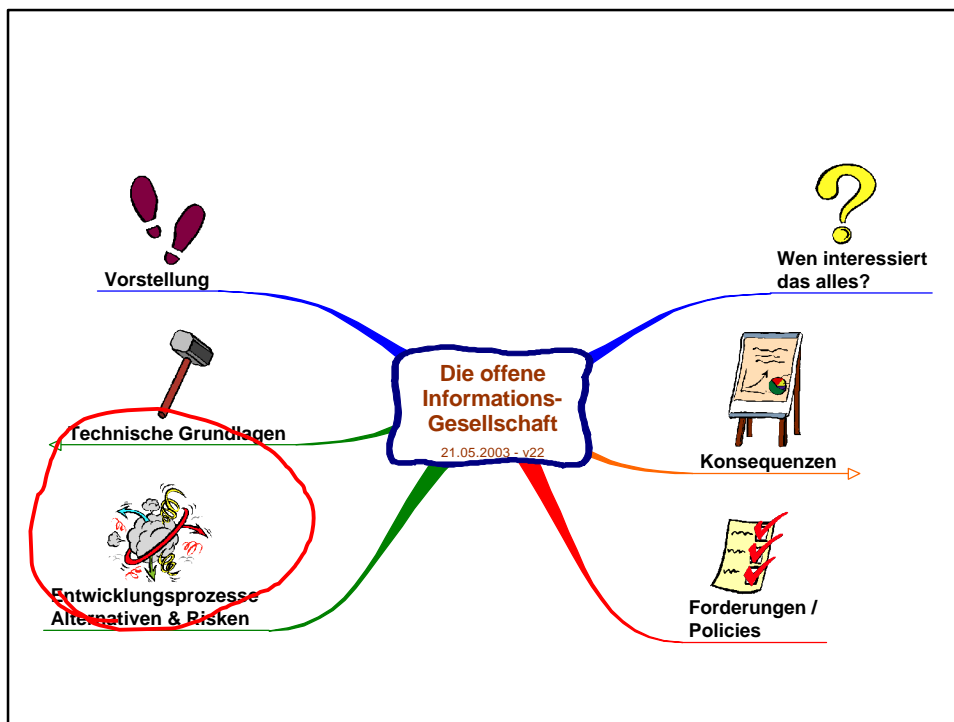 Vorstellung
Wen interessiert
das alles?
Die offene
Informations-
Gesellschaft
21.05.2003 - v22
Technische Grundlagen
Konsequenzen
Entwicklungsprozesse
Alternativen & Risken
Forderungen /
Policies